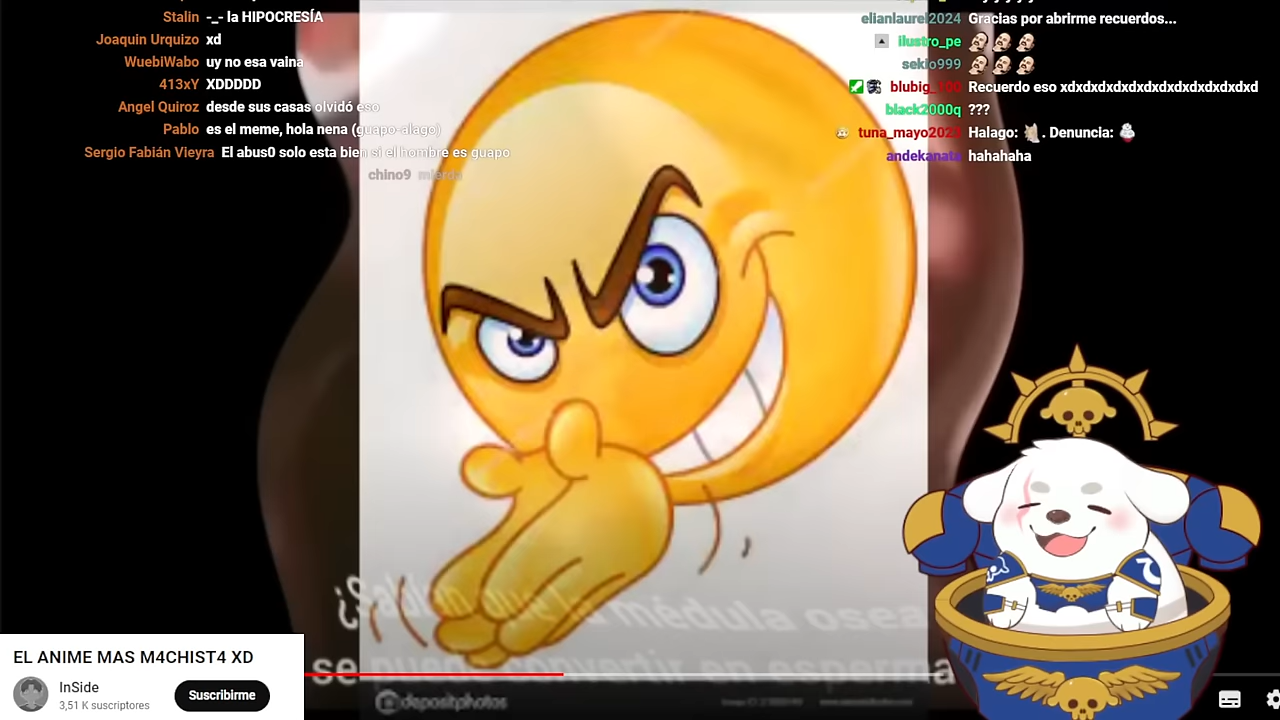 Stalin -_- la HIPOCRESÍA
Joaquin Urquizo xd
WuebiWabo uy no esa vaina
413xY XDDDDD
Angel Quiroz desde sus casas olvidó eso
Pablo es el meme, hola nena (guapo-alago)
Sergio Fabián Vieyra El abus0 solo esta bien si el hombre es guapo
chino9 mierda
elianlaurel2024 Gracias por abrirme recuerdos...
ilustro_pe
sekio999
blubig_100 Recuerdo eso xdxdxdxdxdxdxdxdxdxdxdxd
black2000q ???
tuna_mayo2024 Halago: . Denuncia:
andekanata hahahaha
¿Sabían que la médula osea
se puede convertir en esperma
depositphotos
EL ANIME MAS M4CHIST4 XD
InSide
3,51 K suscriptores
Suscribirme